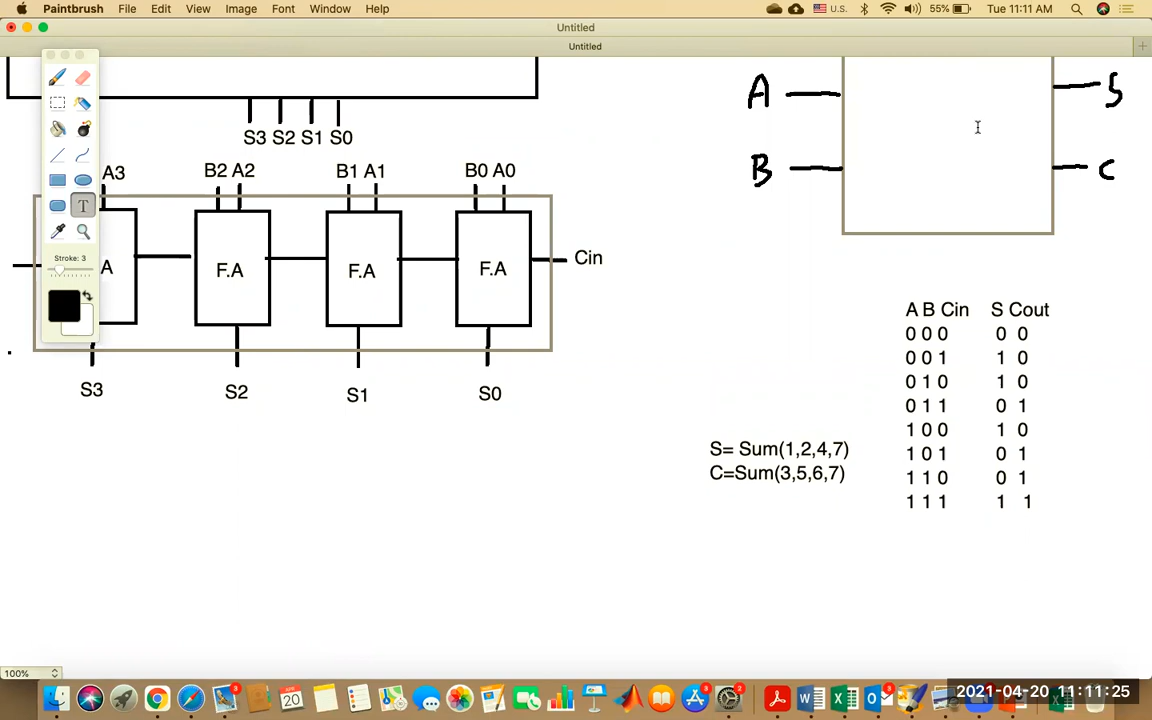 Paintbrush File Edit View Image Font Window Help
U.S. 55% Tue 11:11 AM
Untitled
Untitled
S3 S2 S1 S0
A3 B2 A2 B1 A1 B0 A0
A F.A F.A F.A Cin
S3 S2 S1 S0
Stroke: 3
A S
B C
A B Cin S Cout
0 0 0 0 0
0 0 1 1 0
0 1 0 1 0
0 1 1 0 1
1 0 0 1 0
1 0 1 0 1
1 1 0 0 1
1 1 1 1 1
S= Sum(1,2,4,7)
C=Sum(3,5,6,7)
100%
2021-04-20 11:11:25